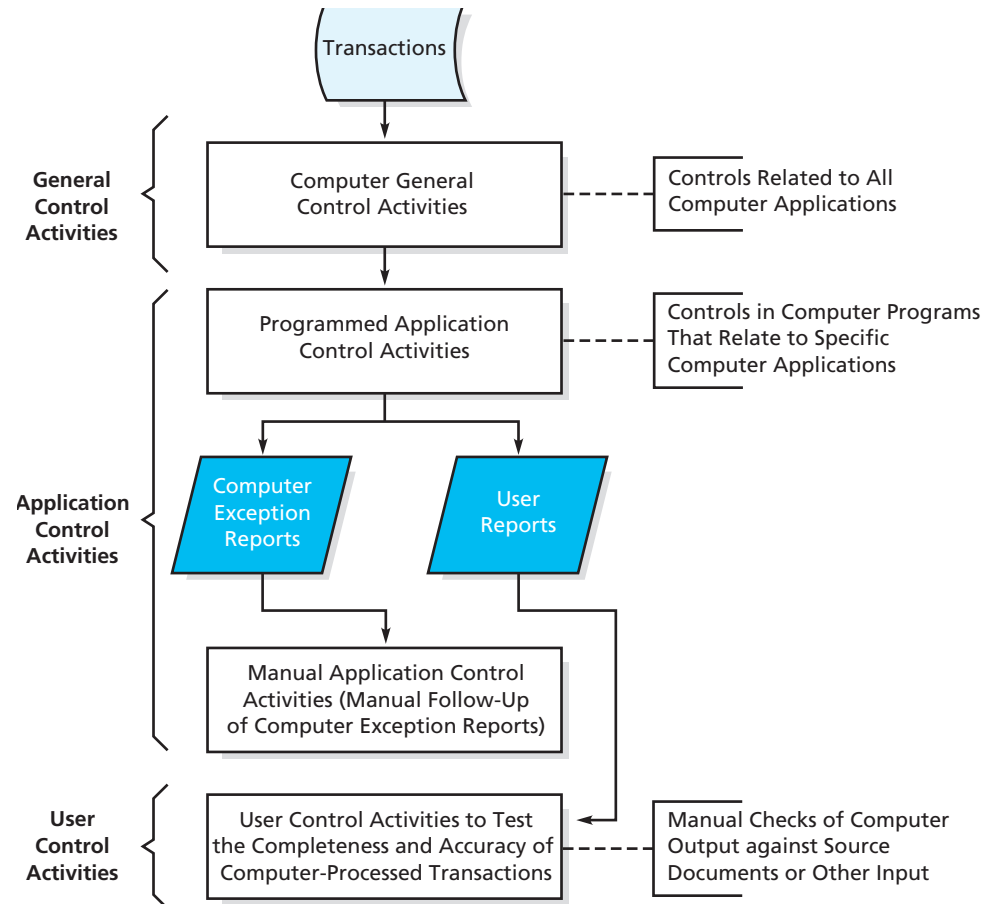 Transactions
General
Control
Activities
Computer General
Control Activities
Controls Related to All
Computer Applications
Programmed Application
Control Activities
Controls in Computer Programs
That Relate to Specific
Computer Applications
Application
Control
Activities
Computer
Exception
Reports
User
Reports
Manual Application Control
Activities (Manual Follow-Up
of Computer Exception Reports)
User
Control
Activities
User Control Activities to Test
the Completeness and Accuracy of
Computer-Processed Transactions
Manual Checks of Computer
Output against Source
Documents or Other Input